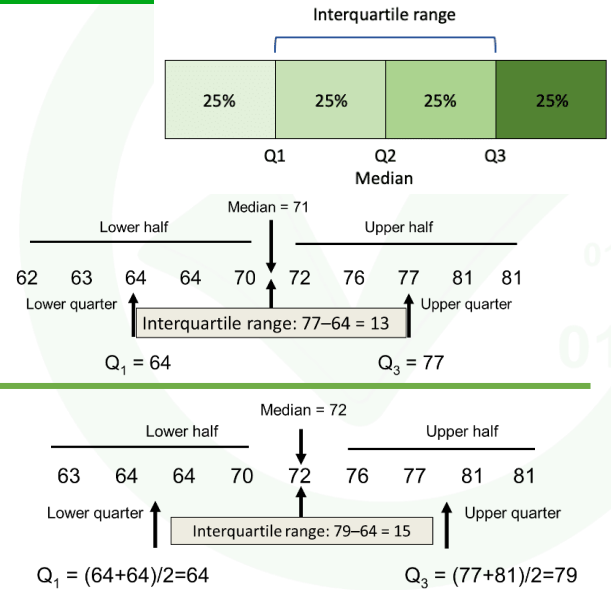 Interquartile range
25% 25% 25% 25%
Q1 Q2 Q3
Median
Median = 71
Lower half Upper half
62 63 64 64 70 72 76 77 81 81
Lower quarter Upper quarter
Interquartile range: 77–64 = 13
Q1 = 64 Q3 = 77
Median = 72
Lower half Upper half
63 64 64 70 72 76 77 81 81
Lower quarter Upper quarter
Interquartile range: 79–64 = 15
Q1 = (64+64)/2=64 Q3 = (77+81)/2=79
01
01